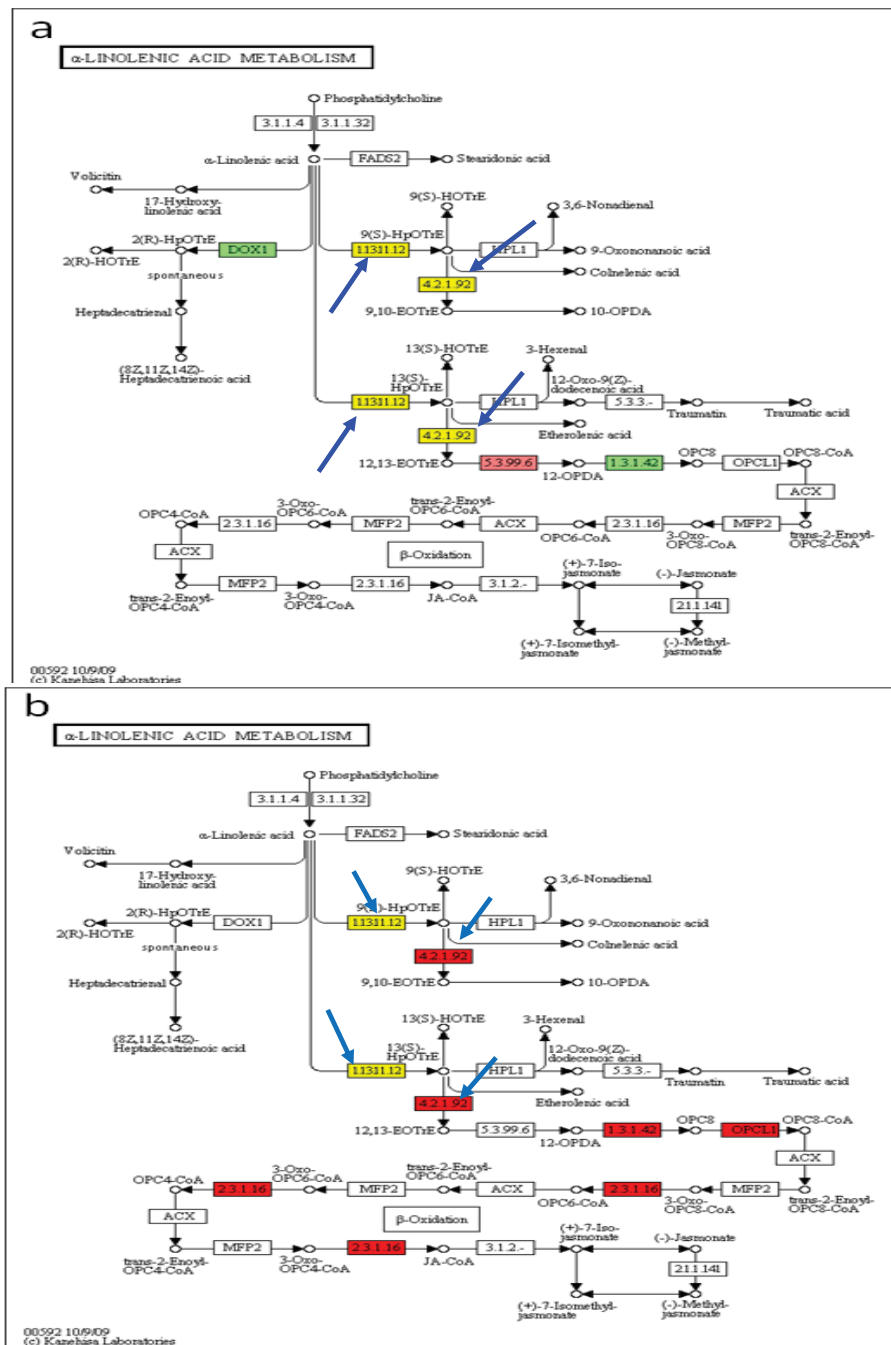 a
α-LINOLENIC ACID METABOLISM
Phosphatidylcholine
3.1.1.4 3.1.1.32
α-Linolenic acid FADS2 Stearidonic acid
Volicitin
17-Hydroxy-
linolenic acid
9(S)-HOTrE 3,6-Nonadienal
2(R)-HpOTrE 9(S)-HpOTrE
2(R)-HOTrE DOX1 1.13.11.12 HPL1 9-Oxononanoic acid
spontaneous Colnelenic acid
4.2.1.92
Heptadecatrienal 9,10-EOTrE 10-OPDA
13(S)-HOTrE 3-Hexenal
(8Z,11Z,14Z)-
Heptadecatrienoic acid
13(S)-
HpOTrE
12-Oxo-9(Z)-
dodecenoic acid
1.13.11.12 HPL1 5.3.3.- Traumatin Traumatic acid
4.2.1.92 Etherolenic acid
12,13-EOTrE 5.3.99.6 12-OPDA 1.3.1.42 OPC8 OPCL1 OPC8-CoA
ACX
OPC4-CoA 2.3.1.16 3-Oxo-
OPC6-CoA MFP2 trans-2-Enoyl-
OPC6-CoA ACX OPC6-CoA 2.3.1.16 3-Oxo-
OPC8-CoA MFP2 trans-2-Enoyl-
OPC8-CoA
ACX β-Oxidation
trans-2-Enoyl-
OPC4-CoA MFP2 3-Oxo-
OPC4-CoA 2.3.1.16 JA-CoA 3.1.2.- (+)-7-Iso-
jasmonate (-)-Jasmonate
2.1.1.141
(+)-7-Isomethyl-
jasmonate (-)-Methyl-
jasmonate
00592 10/9/09
(c) Kanehisa Laboratories
b
α-LINOLENIC ACID METABOLISM
Phosphatidylcholine
3.1.1.4 3.1.1.32
α-Linolenic acid FADS2 Stearidonic acid
Volicitin
17-Hydroxy-
linolenic acid
9(S)-HOTrE 3,6-Nonadienal
2(R)-HpOTrE
2(R)-HOTrE DOX1 1.13.11.12 HPL1 9-Oxononanoic acid
spontaneous Colnelenic acid
4.2.1.92
Heptadecatrienal 9,10-EOTrE 10-OPDA
13(S)-HOTrE 3-Hexenal
(8Z,11Z,14Z)-
Heptadecatrienoic acid
13(S)-
HpOTrE
12-Oxo-9(Z)-
dodecenoic acid
1.13.11.12 HPL1 5.3.3.- Traumatin Traumatic acid
4.2.1.92 Etherolenic acid
12,13-EOTrE 5.3.99.6 12-OPDA 1.3.1.42 OPC8 OPCL1 OPC8-CoA
ACX
OPC4-CoA 2.3.1.16 3-Oxo-
OPC6-CoA MFP2 trans-2-Enoyl-
OPC6-CoA ACX OPC6-CoA 2.3.1.16 3-Oxo-
OPC8-CoA MFP2 trans-2-Enoyl-
OPC8-CoA
ACX β-Oxidation
trans-2-Enoyl-
OPC4-CoA MFP2 3-Oxo-
OPC4-CoA 2.3.1.16 JA-CoA 3.1.2.- (+)-7-Iso-
jasmonate (-)-Jasmonate
2.1.1.141
(+)-7-Isomethyl-
jasmonate (-)-Methyl-
jasmonate
00592 10/9/09
(c) Kanehisa Laboratories